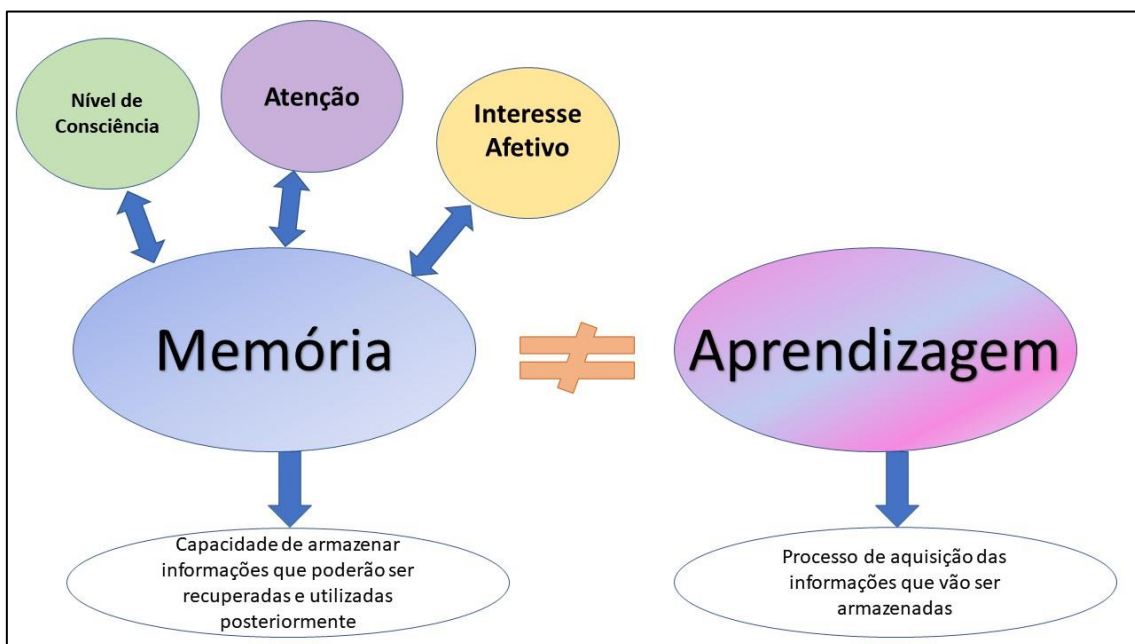 Nível de
Consciência
Atenção
Interesse
Afetivo
Memória
Aprendizagem
Capacidade de armazenar
informações que poderão ser
recuperadas e utilizadas
posteriormente
Processo de aquisição das
informações que vão ser
armazenadas